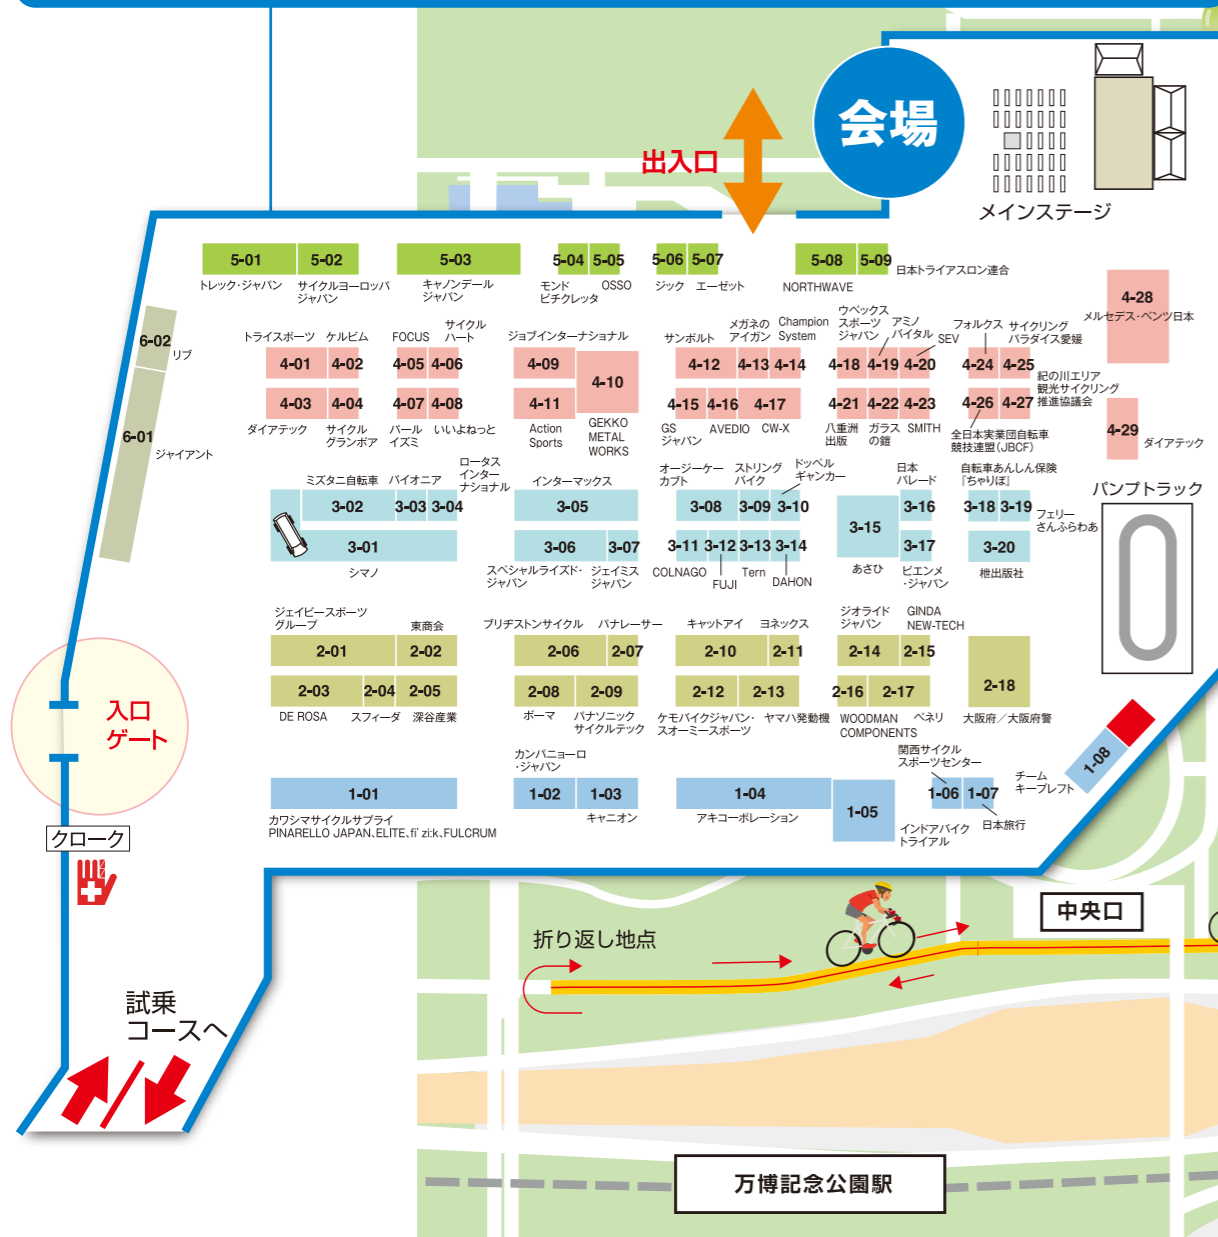 会場
出入口
メインステージ
5-01
5-02
5-03
5-04
5-05
5-06
5-07
5-08
5-09
日本トライアスロン連合
トレック・ジャパン
サイクルヨーロッパ
ジャパン
キャノンデール
ジャパン
モンド
ビチクレッタ
OSSO
ジック
エーゼット
NORTHWAVE
4-28
メルセデス・ベンツ日本
6-02
リブ
6-01
ジャイアント
トライスポーツ
ケルビム
FOCUS
サイクル
ハート
ジョブインターナショナル
サンボルト
メガネの
アイガン
Champion
System
ウベックス
スポーツ
ジャパン
アミノ
バイタル
SEV
フォルクス
サイクリング
パラダイス愛媛
4-01
4-02
4-05
4-06
4-09
4-10
4-12
4-13
4-14
4-18
4-19
4-20
4-24
4-25
紀の川エリア
観光サイクリング
推進協議会
4-03
4-04
4-07
4-08
4-11
4-15
4-16
4-17
4-21
4-22
4-23
4-26
4-27
4-29
ダイアテック
ダイアテック
サイクル
グランボア
パール
イズミ
いいよねっと
Action
Sports
GEKKO
METAL
WORKS
GS
ジャパン
AVEDIO
CW-X
八重洲
出版
ガラス
の鎧
SMITH
全日本実業団自転車
競技連盟(JBCF)
ミズタニ自転車
パイオニア
ロータス
インター
ナショナル
インターマックス
オージーケー
カブト
ストリング
バイク
ドッペル
ギャンガー
日本
パレード
自転車あんしん保険
『ちゃりぽ』
パンプトラック
3-02
3-03
3-04
3-05
3-08
3-09
3-10
3-15
3-16
3-18
3-19
フェリー
さんふらわあ
3-01
3-06
3-07
3-11
3-12
3-13
3-14
3-17
3-20
シマノ
スペシャルライズド・
ジャパン
ジェイミス
ジャパン
COLNAGO
FUJI
Tern
DAHON
あさひ
ビエンメ
・ジャパン
枻出版社
ジェイピースポーツ
グループ
東商会
ブリヂストンサイクル
パナレーサー
キャットアイ
ヨネックス
ジオライド
ジャパン
GINDA
NEW-TECH
2-01
2-02
2-06
2-07
2-10
2-11
2-14
2-15
2-18
2-03
2-04
2-05
2-08
2-09
2-12
2-13
2-16
2-17
DE ROSA
スフィーダ
深谷産業
ボーマ
パナソニック
サイクルテック
ケモバイクジャパン・
スオーミースポーツ
ヤマハ発動機
WOODMAN
COMPONENTS
ベネリ
大阪府／大阪府警
入口
ゲート
カンパニョーロ
・ジャパン
関西サイクル
スポーツセンター
チーム
キープレフト
1-08
1-01
1-02
1-03
1-04
1-05
1-06
1-07
カワシマサイクルサプライ
PINARELLO JAPAN、ELITE、fi'zi:k、FULCRUM
キャニオン
アキコーポレーション
インドアバイク
トライアル
日本旅行
クローク
中央口
折り返し地点
試乗
コースへ
万博記念公園駅